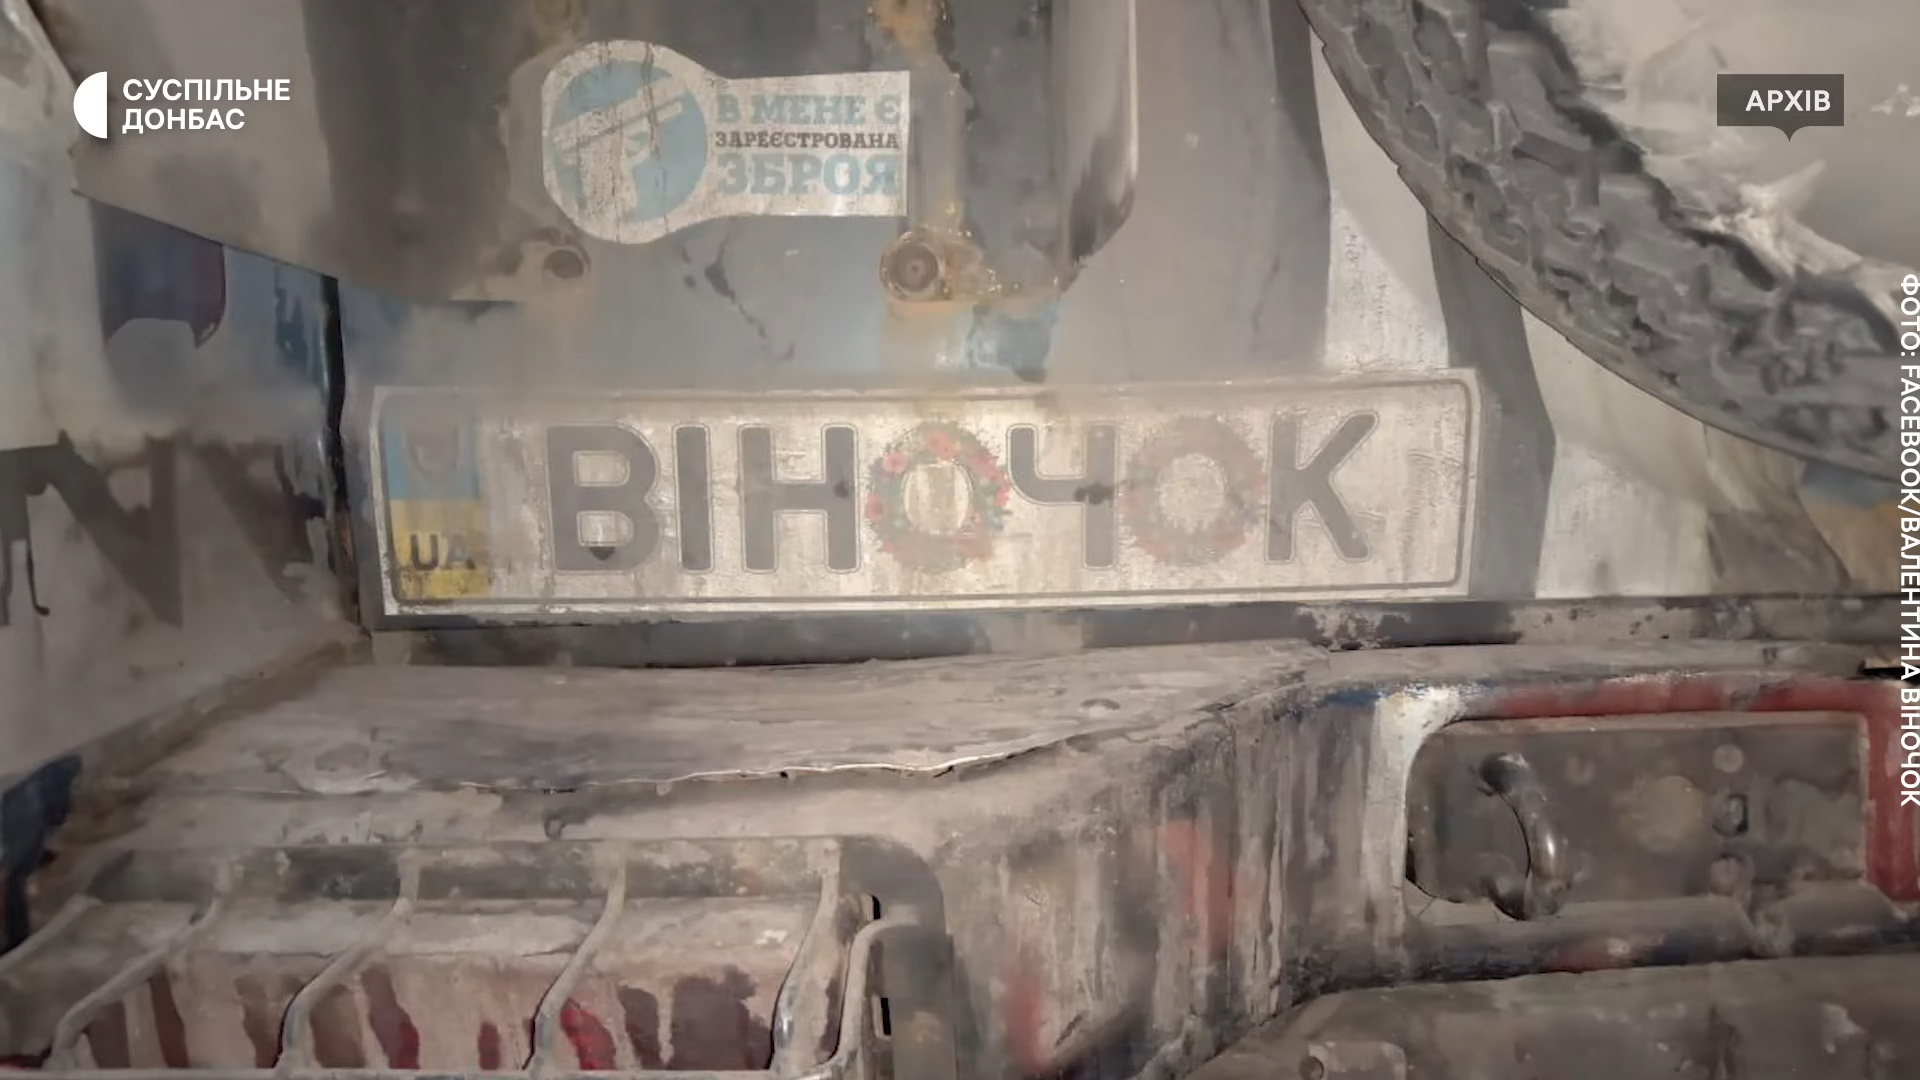 СУСПІЛЬНЕ
ДОНБАС
АРХІВ
В МЕНЕ Є
ЗАРЕЄСТРОВАНА
ЗБРОЯ
UA
ВІНОЧОК
ФОТО: FACEBOOK/ВАЛЕНТИНА ВІНОЧОК